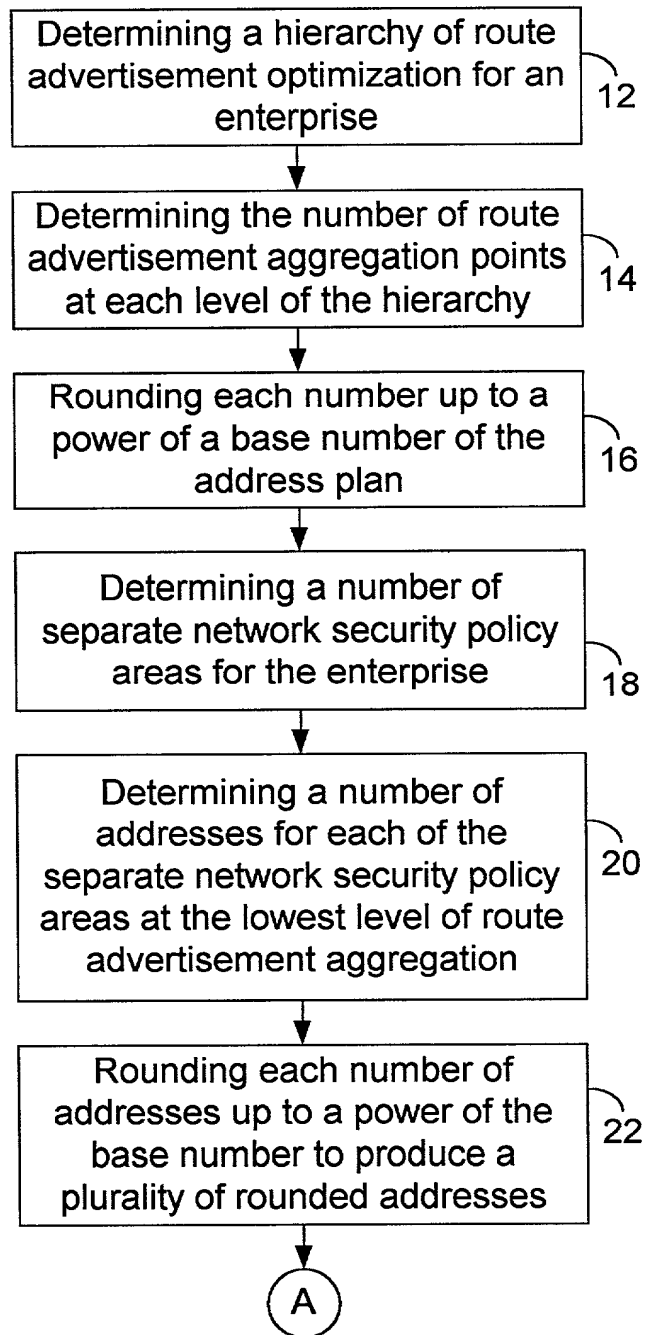 Determining a hierarchy of route
advertisement optimization for an
enterprise
12
Determining the number of route
advertisement aggregation points
at each level of the hierarchy
14
Rounding each number up to a
power of a base number of the
address plan
16
Determining a number of
separate network security policy
areas for the enterprise
18
Determining a number of
addresses for each of the
separate network security policy
areas at the lowest level of route
advertisement aggregation
20
Rounding each number of
addresses up to a power of the
base number to produce a
plurality of rounded addresses
22
A